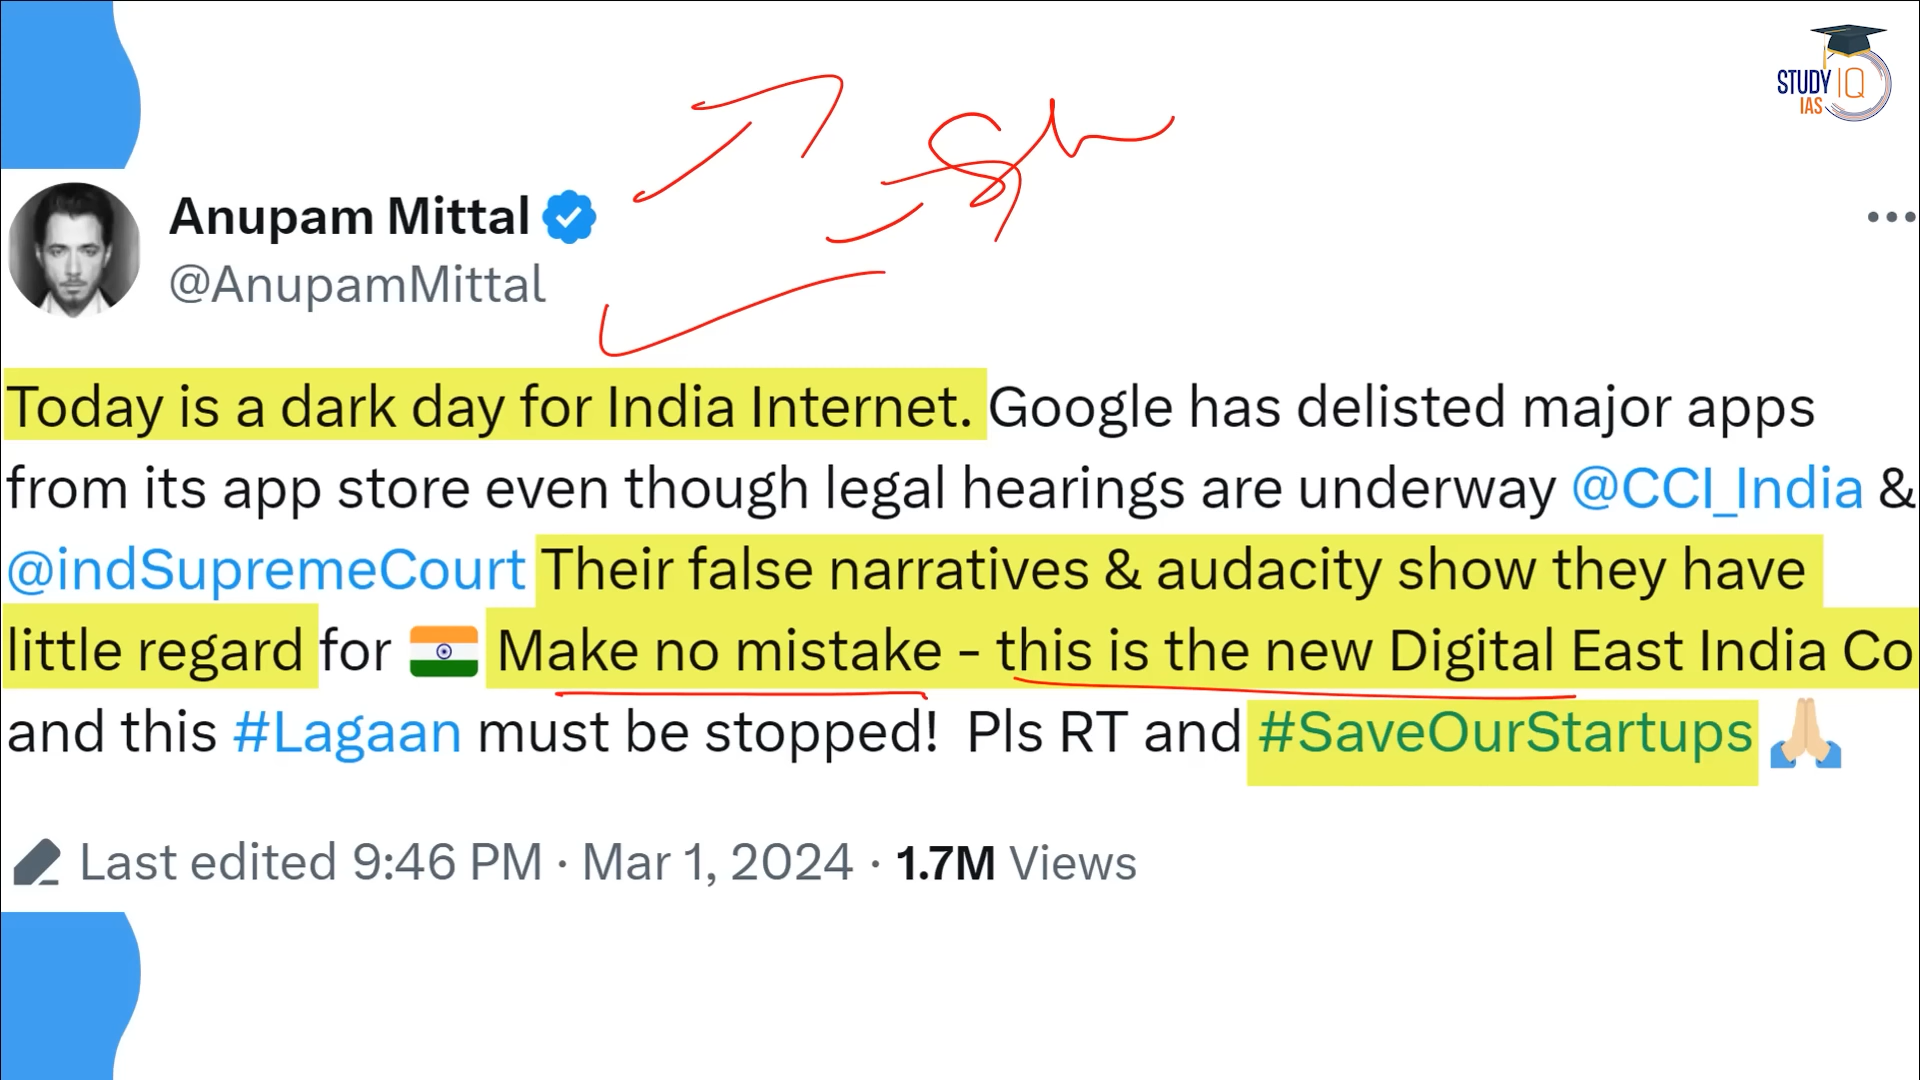 STUDY IQ
IAS
Anupam Mittal
@AnupamMittal
Today is a dark day for India Internet. Google has delisted major apps
from its app store even though legal hearings are underway @CCI_India &
@indSupremeCourt Their false narratives & audacity show they have
little regard for 🇮🇳 Make no mistake - this is the new Digital East India Co
and this #Lagaan must be stopped!  Pls RT and #SaveOurStartups 🙏🏼
Last edited 9:46 PM · Mar 1, 2024 · 1.7M Views